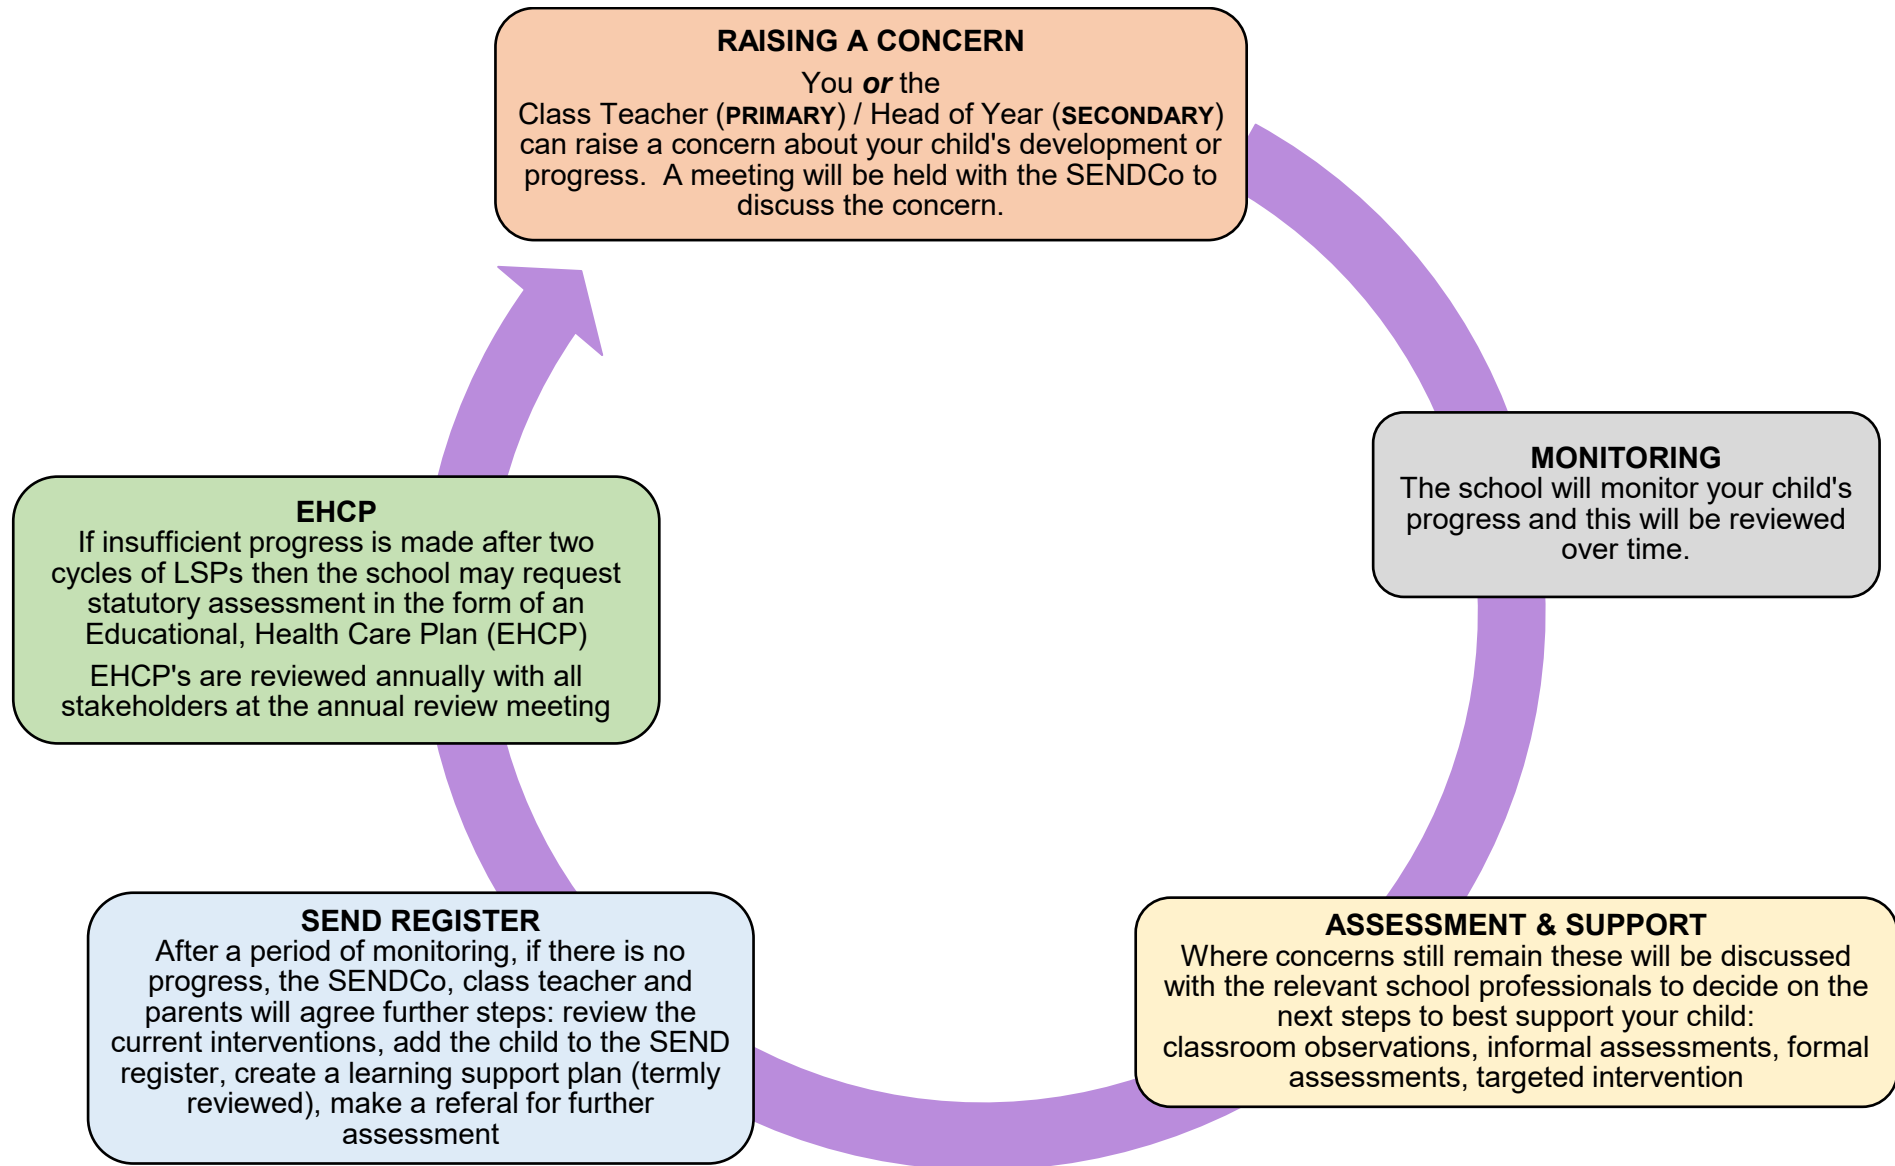 RAISING A CONCERN
You or the
Class Teacher (PRIMARY) / Head of Year (SECONDARY)
can raise a concern about your child's development or
progress.  A meeting will be held with the SENDCo to
discuss the concern.
MONITORING
The school will monitor your child's
progress and this will be reviewed
over time.
ASSESSMENT & SUPPORT
Where concerns still remain these will be discussed
with the relevant school professionals to decide on the
next steps to best support your child:
classroom observations, informal assessments, formal
assessments, targeted intervention
SEND REGISTER
After a period of monitoring, if there is no
progress, the SENDCo, class teacher and
parents will agree further steps: review the
current interventions, add the child to the SEND
register, create a learning support plan (termly
reviewed), make a referal for further
assessment
EHCP
If insufficient progress is made after two
cycles of LSPs then the school may request
statutory assessment in the form of an
Educational, Health Care Plan (EHCP)
EHCP's are reviewed annually with all
stakeholders at the annual review meeting